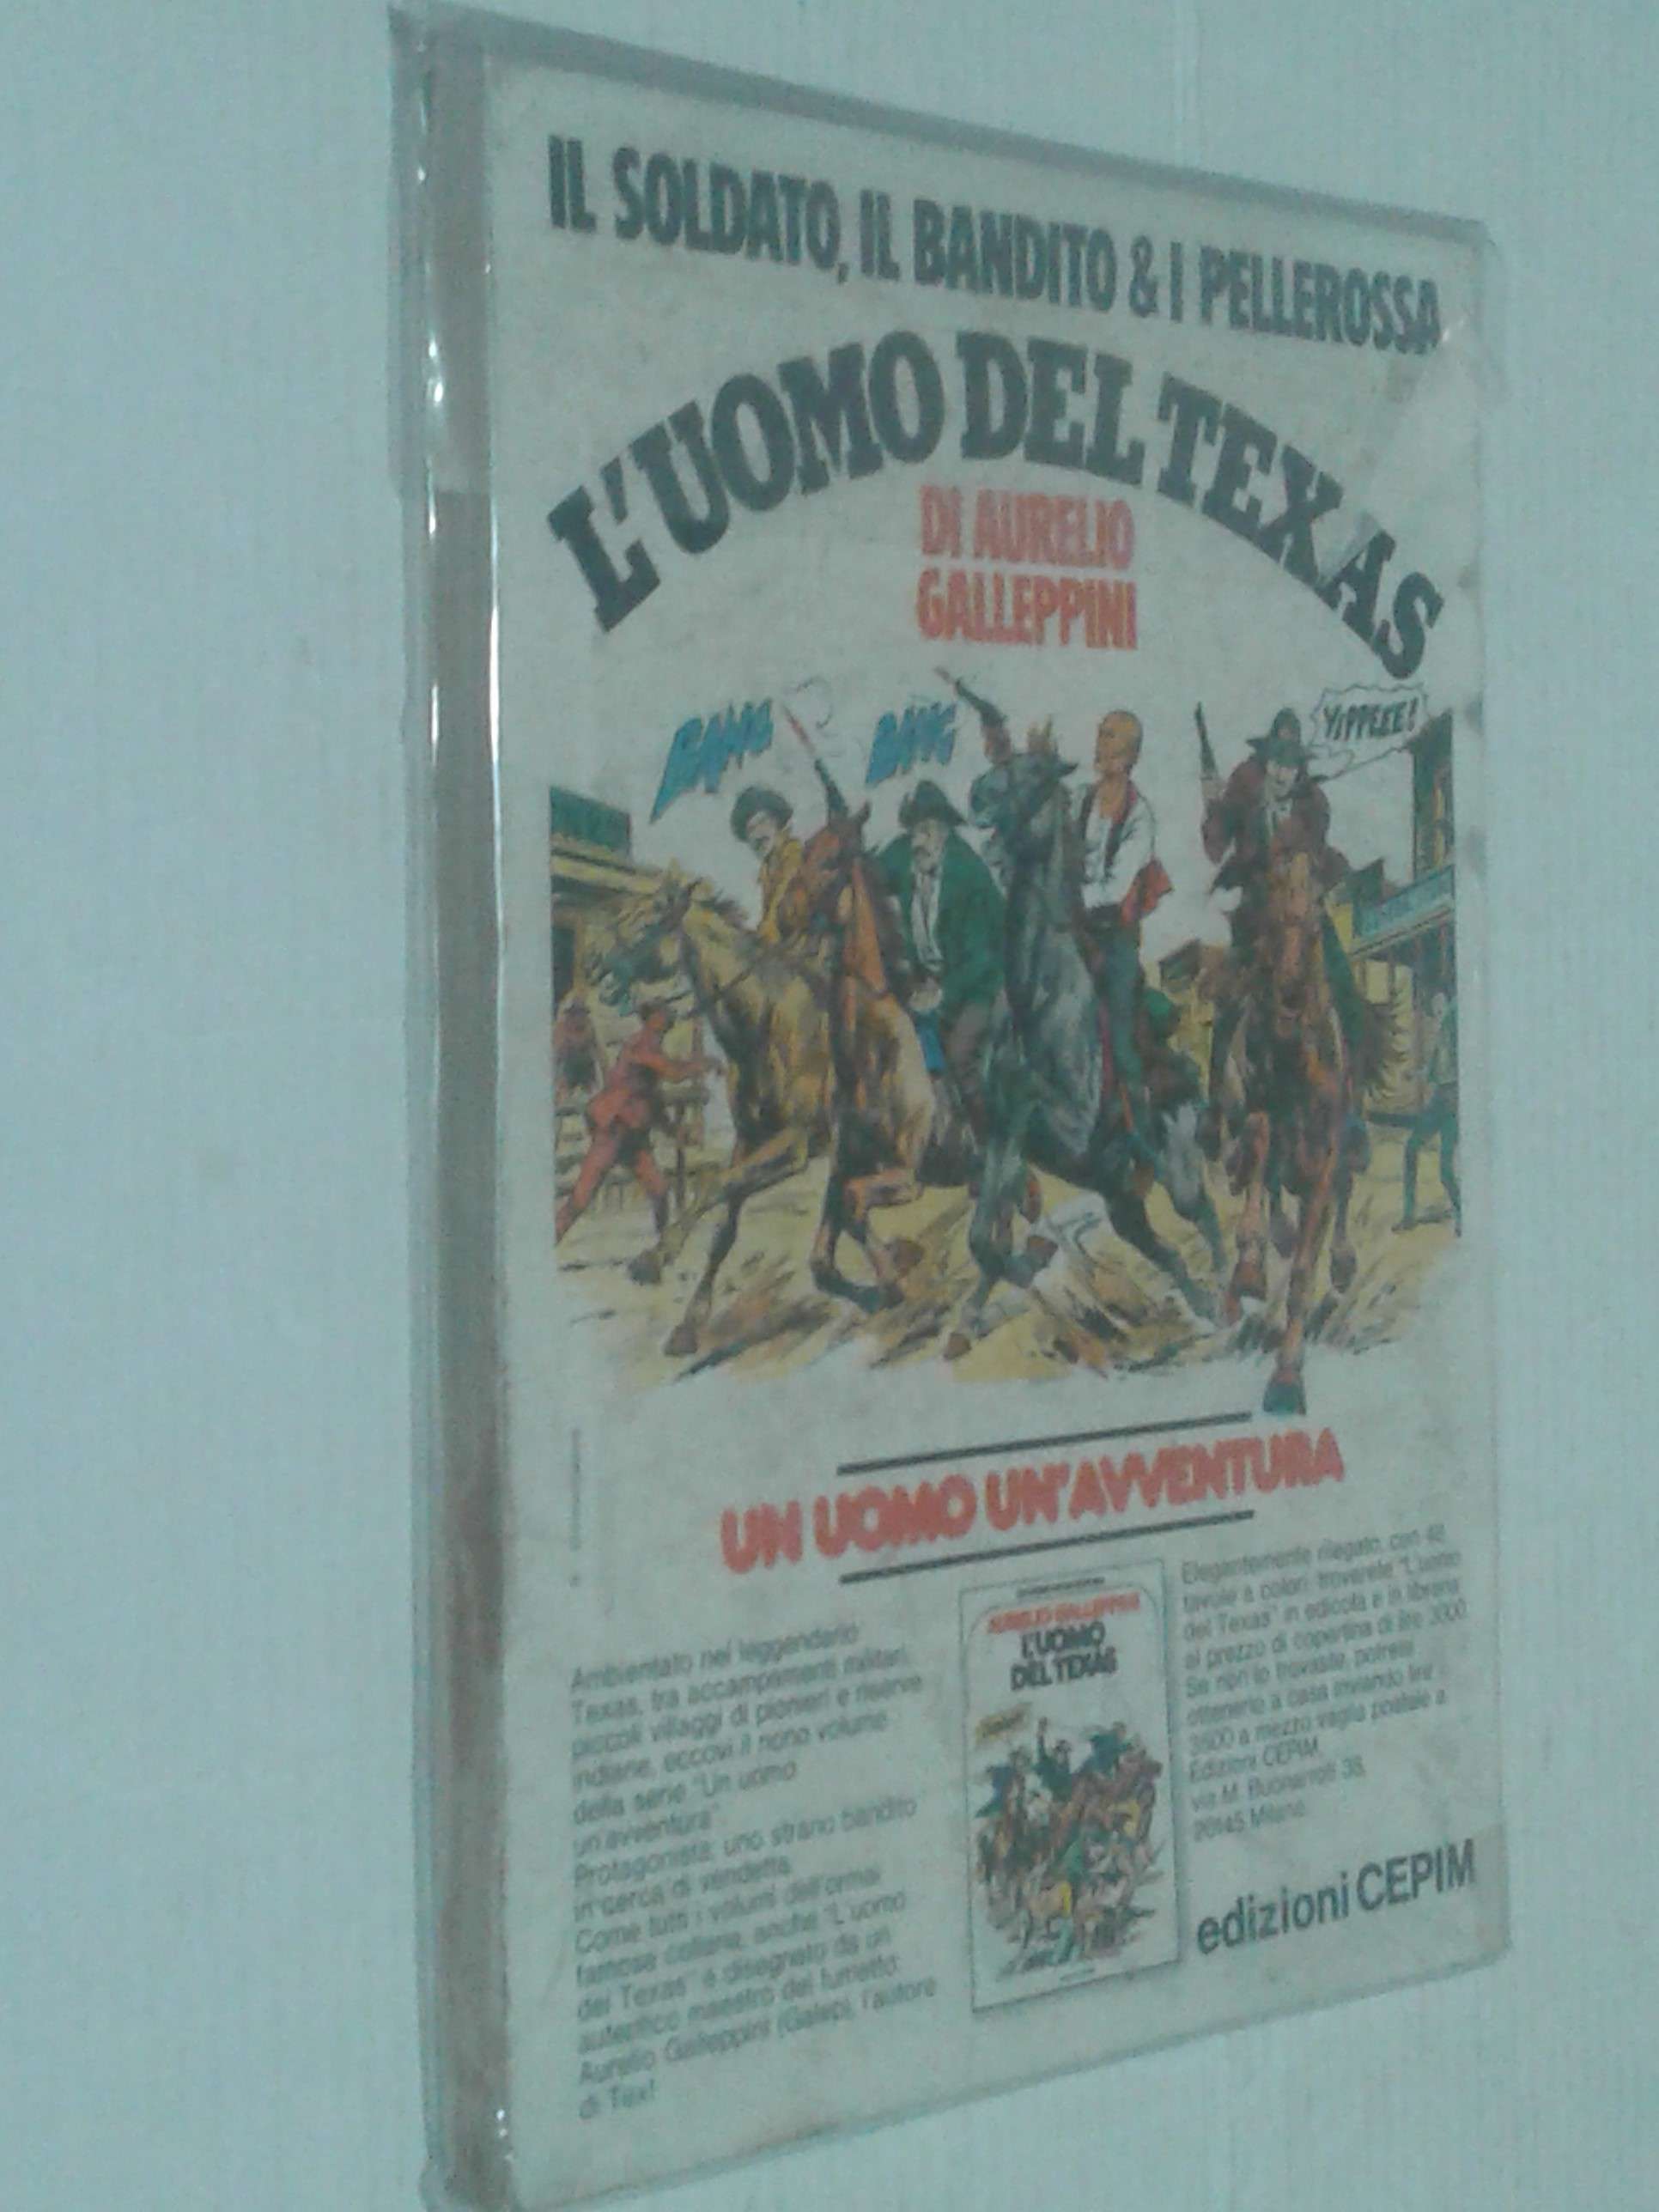 IL SOLDATO, IL BANDITO & I PELLEROSSA
L'UOMO DEL TEXAS
DI AURELIO
GALLEPPINI
BANG
BANG
YIPPEEE!
UN UOMO UN'AVVENTURA
Ambientato nel leggendario
Texas, tra accampamenti militari,
piccoli villaggi di pionieri e riserve
indiane, eccovi il nono volume
della serie "Un uomo
un'avventura".
Protagonista: uno strano bandito
in cerca di vendetta.
Come tutti i volumi dell'ormai
famosa collana, anche "L'uomo
del Texas" è disegnato da un
autentico maestro del fumetto:
Aurelio Galleppini (Galep), l'autore
di Tex!
AURELIO GALLEPPINI
L'UOMO
DEL TEXAS
Elegantemente rilegato, con 48
tavole a colori troverete "L'uomo
del Texas" in edicola e in libreria
al prezzo di copertina di lire 3000.
Se non lo trovaste, potrete
ottenerlo a casa inviando lire
3500 a mezzo vaglia postale a
Edizioni CEPIM,
via M. Buonarroti 38,
20145 Milano.
edizioni CEPIM